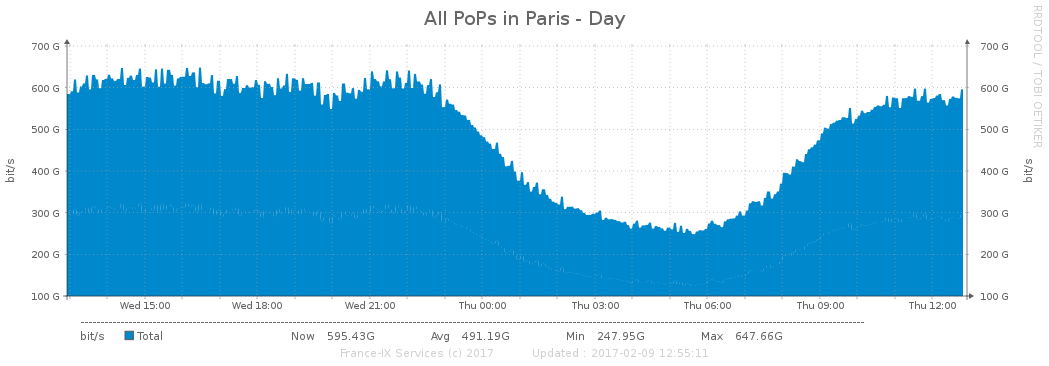 All PoPs in Paris - Day
RRDTOOL / TOBI OETIKER
700 G 700 G
600 G 600 G
500 G 500 G
400 G 400 G
300 G 300 G
200 G 200 G
100 G 100 G
bit/s bit/s
Wed 15:00 Wed 18:00 Wed 21:00 Thu 00:00 Thu 03:00 Thu 06:00 Thu 09:00 Thu 12:00
bit/s Total Now 595.43G Avg 491.19G Min 247.95G Max 647.66G
France-IX Services (c) 2017 Updated : 2017-02-09 12:55:11